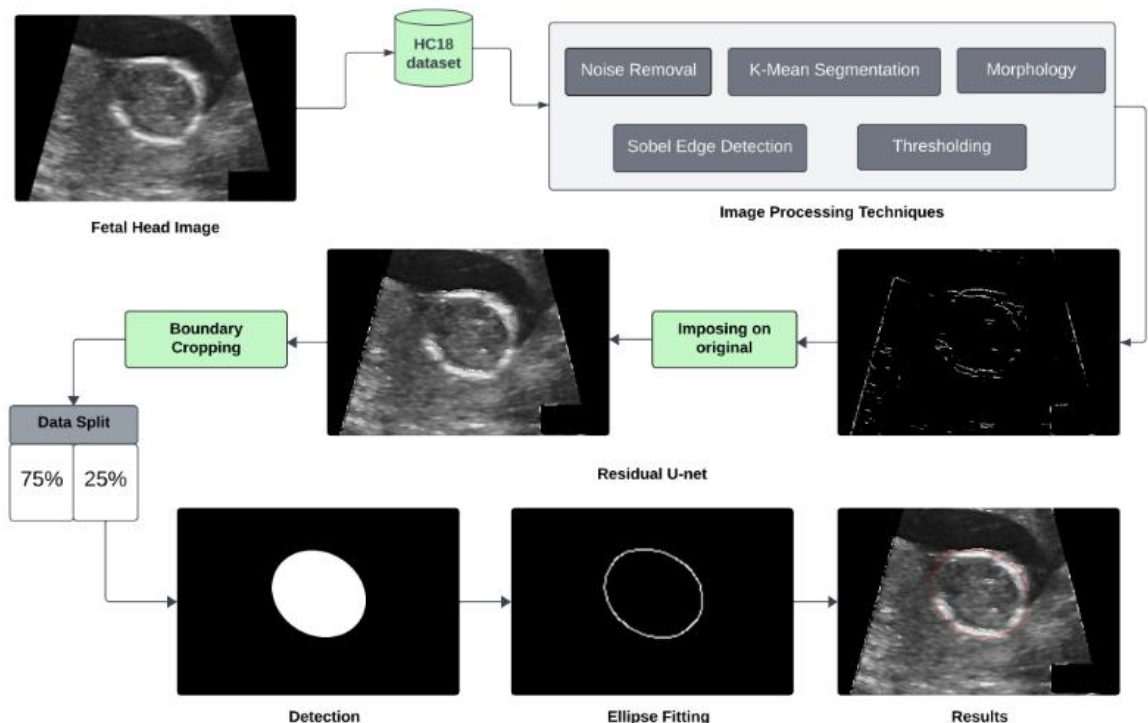 HC18
dataset
Noise Removal
K-Mean Segmentation
Morphology
Sobel Edge Detection
Thresholding
Fetal Head Image
Image Processing Techniques
Boundary
Cropping
Imposing on
original
Data Split
75%
25%
Residual U-net
Detection
Ellipse Fitting
Results